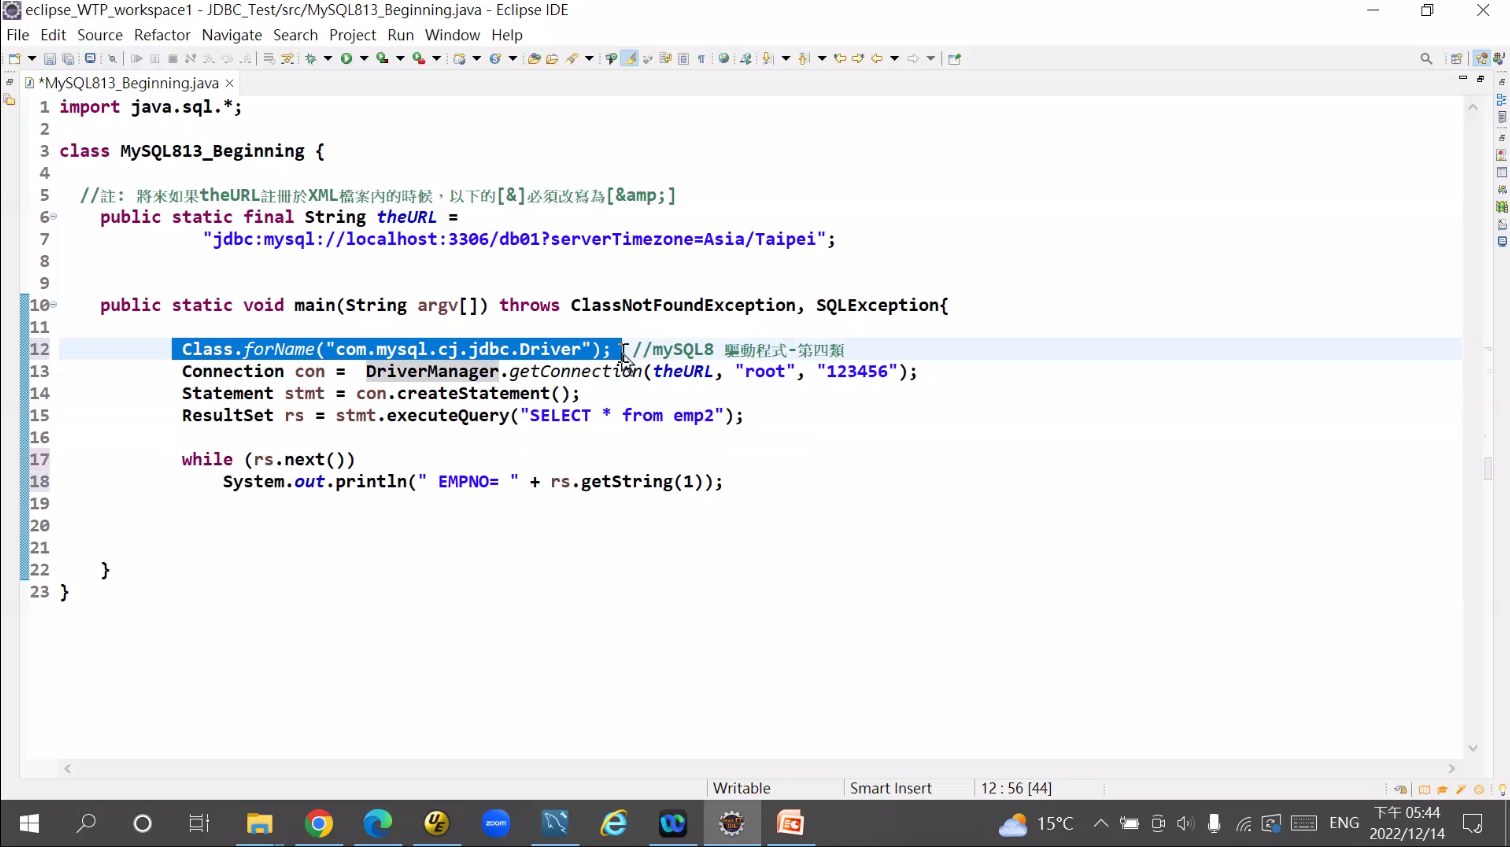 eclipse_WTP_workspace1 - JDBC_Test/src/MySQL813_Beginning.java - Eclipse IDE
File Edit Source Refactor Navigate Search Project Run Window Help
*MySQL813_Beginning.java
1 import java.sql.*;
2
3 class MySQL813_Beginning {
4
5 //註: 將來如果theURL註冊於XML檔案內的時候，以下的[&]必須改寫為[&amp;]
6 public static final String theURL =
7 "jdbc:mysql://localhost:3306/db01?serverTimezone=Asia/Taipei";
8
9
10 public static void main(String argv[]) throws ClassNotFoundException, SQLException{
11
12 Class.forName("com.mysql.cj.jdbc.Driver"); //mySQL8 驅動程式-第四類
13 Connection con = DriverManager.getConnection(theURL, "root", "123456");
14 Statement stmt = con.createStatement();
15 ResultSet rs = stmt.executeQuery("SELECT * from emp2");
16
17 while (rs.next())
18 System.out.println(" EMPNO= " + rs.getString(1));
19
20
21
22 }
23 }
Writable Smart Insert 12 : 56 [44]
zoom
15°C ENG 下午 05:44
2022/12/14